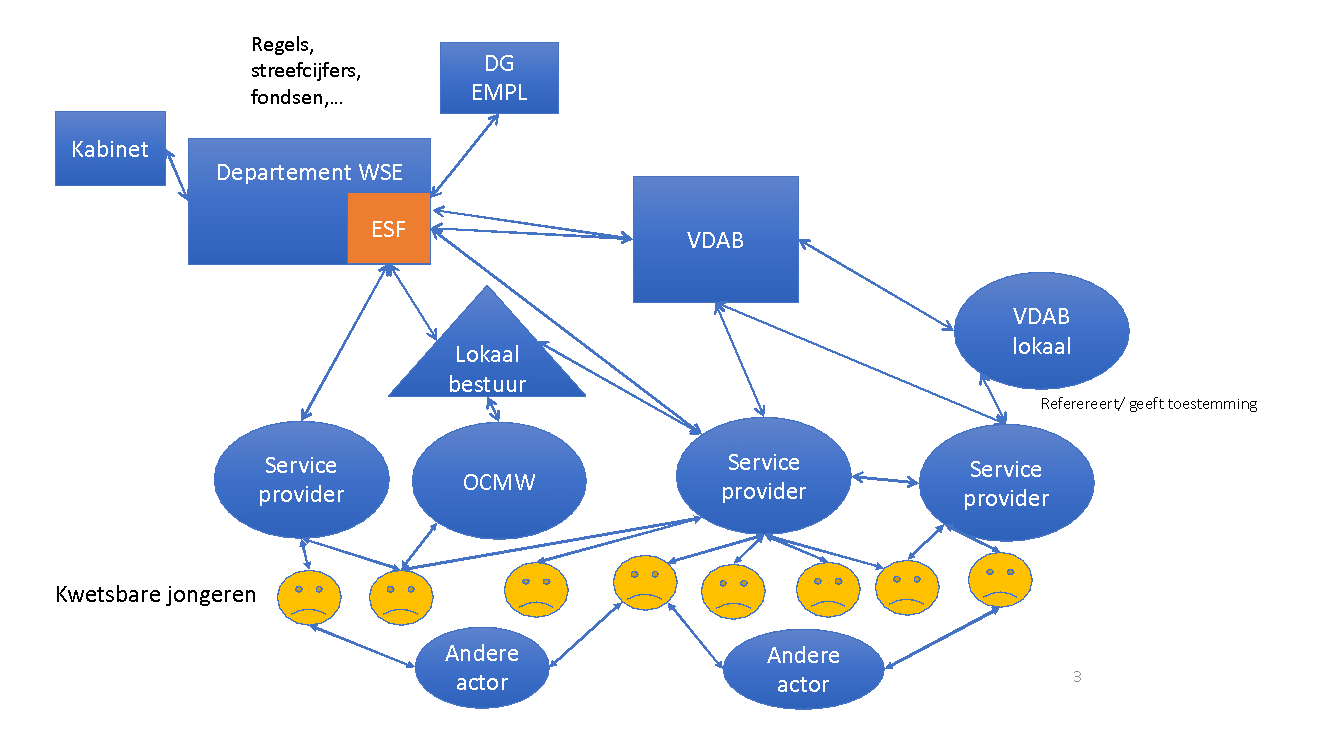 Regels,
streefcijfers,
fondsen,...
DG
EMPL
Kabinet
Departement WSE
ESF
VDAB
VDAB
lokaal
Lokaal
bestuur
Referereert/ geeft toestemming
Service
provider
OCMW
Service
provider
Service
provider
Kwetsbare jongeren
Andere
actor
Andere
actor
3